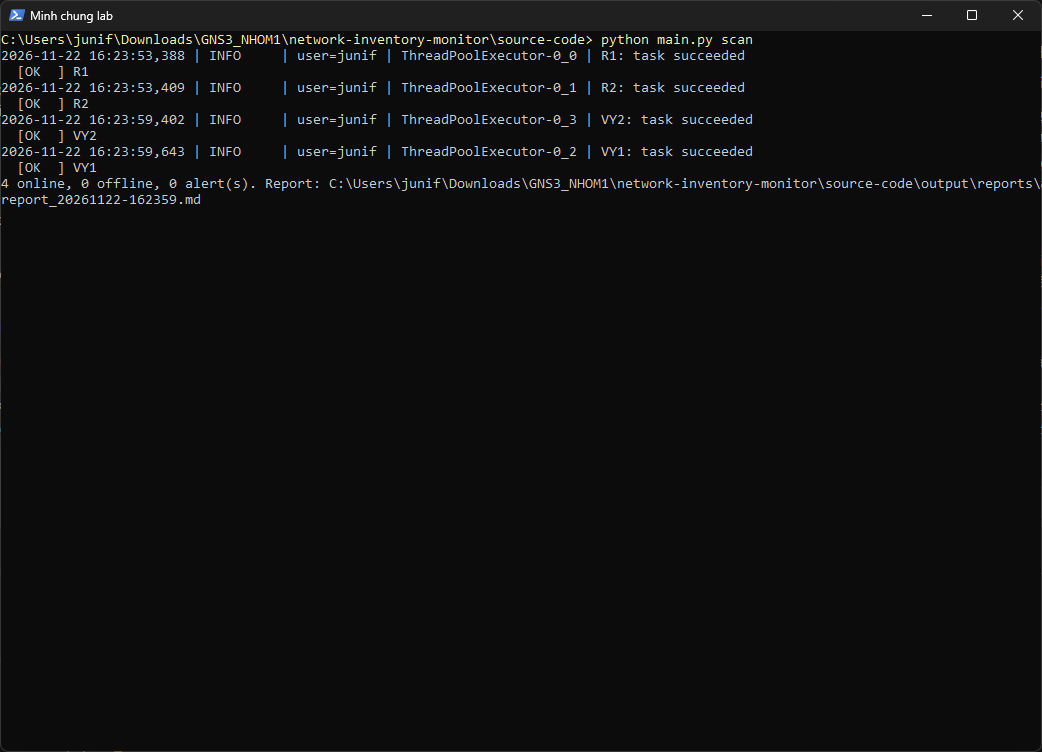 Minh chung lab
C:\Users\junif\Downloads\GNS3_NHOM1\network-inventory-monitor\source-code> python main.py scan
2026-11-22 16:23:53,388 | INFO     | user=junif | ThreadPoolExecutor-0_0 | R1: task succeeded
  [OK  ] R1
2026-11-22 16:23:53,409 | INFO     | user=junif | ThreadPoolExecutor-0_1 | R2: task succeeded
  [OK  ] R2
2026-11-22 16:23:59,402 | INFO     | user=junif | ThreadPoolExecutor-0_3 | VY2: task succeeded
  [OK  ] VY2
2026-11-22 16:23:59,643 | INFO     | user=junif | ThreadPoolExecutor-0_2 | VY1: task succeeded
  [OK  ] VY1
4 online, 0 offline, 0 alert(s). Report: C:\Users\junif\Downloads\GNS3_NHOM1\network-inventory-monitor\source-code\output\reports\
report_20261122-162359.md